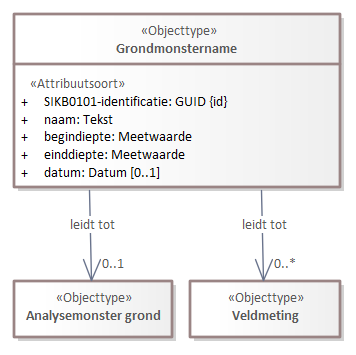 «Objecttype»
Grondmonstername
«Attribuutsoort»
+ SIKB0101-identificatie: GUID {id}
+ naam: Tekst
+ begindiepte: Meetwaarde
+ einddiepte: Meetwaarde
+ datum: Datum [0..1]
leidt tot leidt tot
/0..1 /0..*
«Objecttype» «Objecttype»
Analysemonster grond Veldmeting